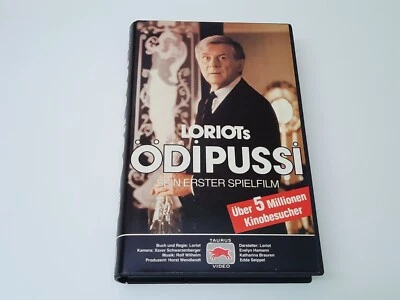 LORIOTs
ÖDiPUSSi
SEIN ERSTER SPIELFILM
Über 5 Millionen
Kinobesucher
Buch und Regie: Loriot
Kamera: Xaver Schwarzenberger
Musik: Rolf Wilhelm
Produzent: Horst Wendlandt
TAURUS
VIDEO
Darsteller: Loriot
Evelyn Hamann
Katharina Brauren
Edda Seippel